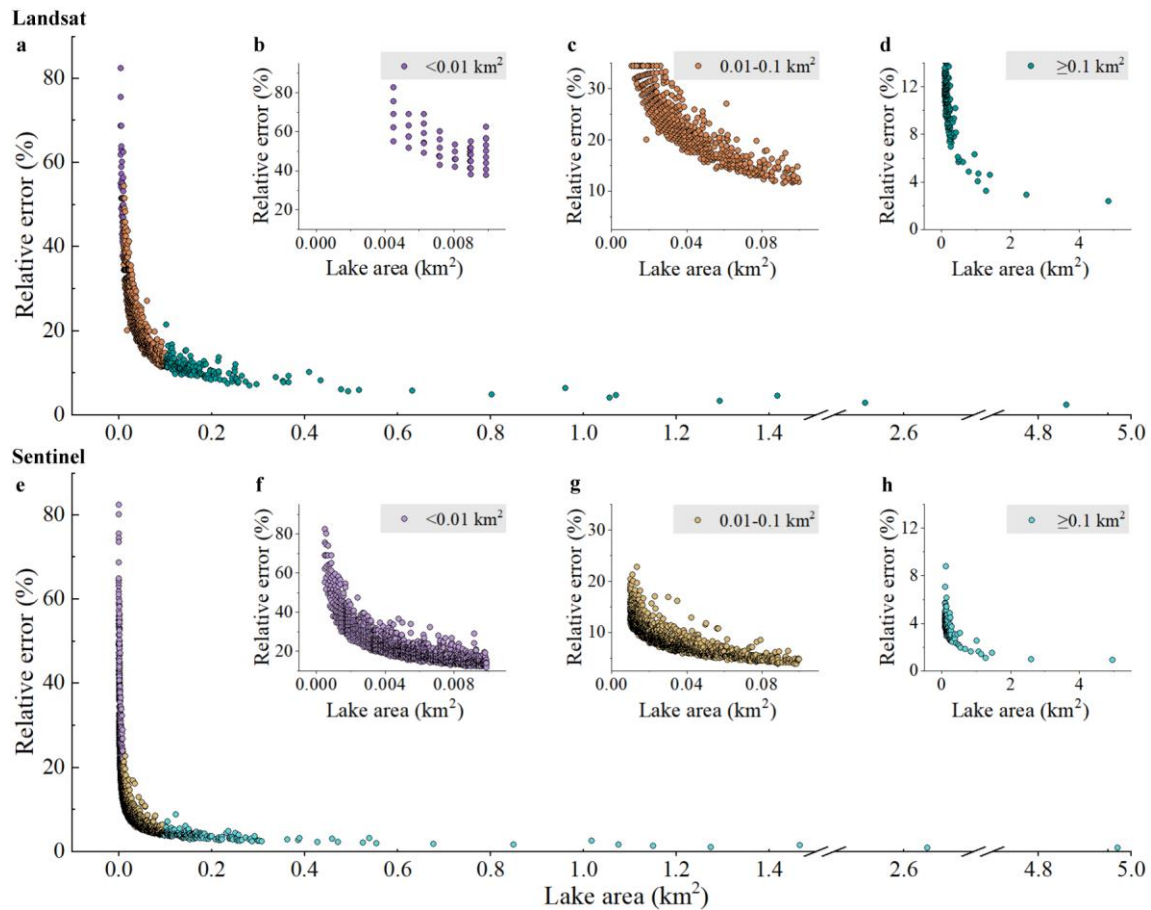 Landsat
a
b
<0.01 km²
c
0.01-0.1 km²
d
≥0.1 km²
Relative error (%)
80
60
40
20
0
Relative error (%)
80
60
40
20
0.000
0.004
0.008
Lake area (km²)
Relative error (%)
30
20
10
0.00
0.04
0.08
Lake area (km²)
Relative error (%)
12
8
4
0
0
2
4
Lake area (km²)
0.0 0.2 0.4 0.6 0.8 1.0 1.2 1.4 2.6 4.8 5.0
Sentinel
e
f
<0.01 km²
g
0.01-0.1 km²
h
≥0.1 km²
Relative error (%)
80
60
40
20
0
Relative error (%)
80
60
40
20
0.000
0.004
0.008
Lake area (km²)
Relative error (%)
30
20
10
0.00
0.04
0.08
Lake area (km²)
Relative error (%)
12
8
4
0
0
2
4
Lake area (km²)
0.0 0.2 0.4 0.6 0.8 1.0 1.2 1.4 2.6 4.8 5.0
Lake area (km²)